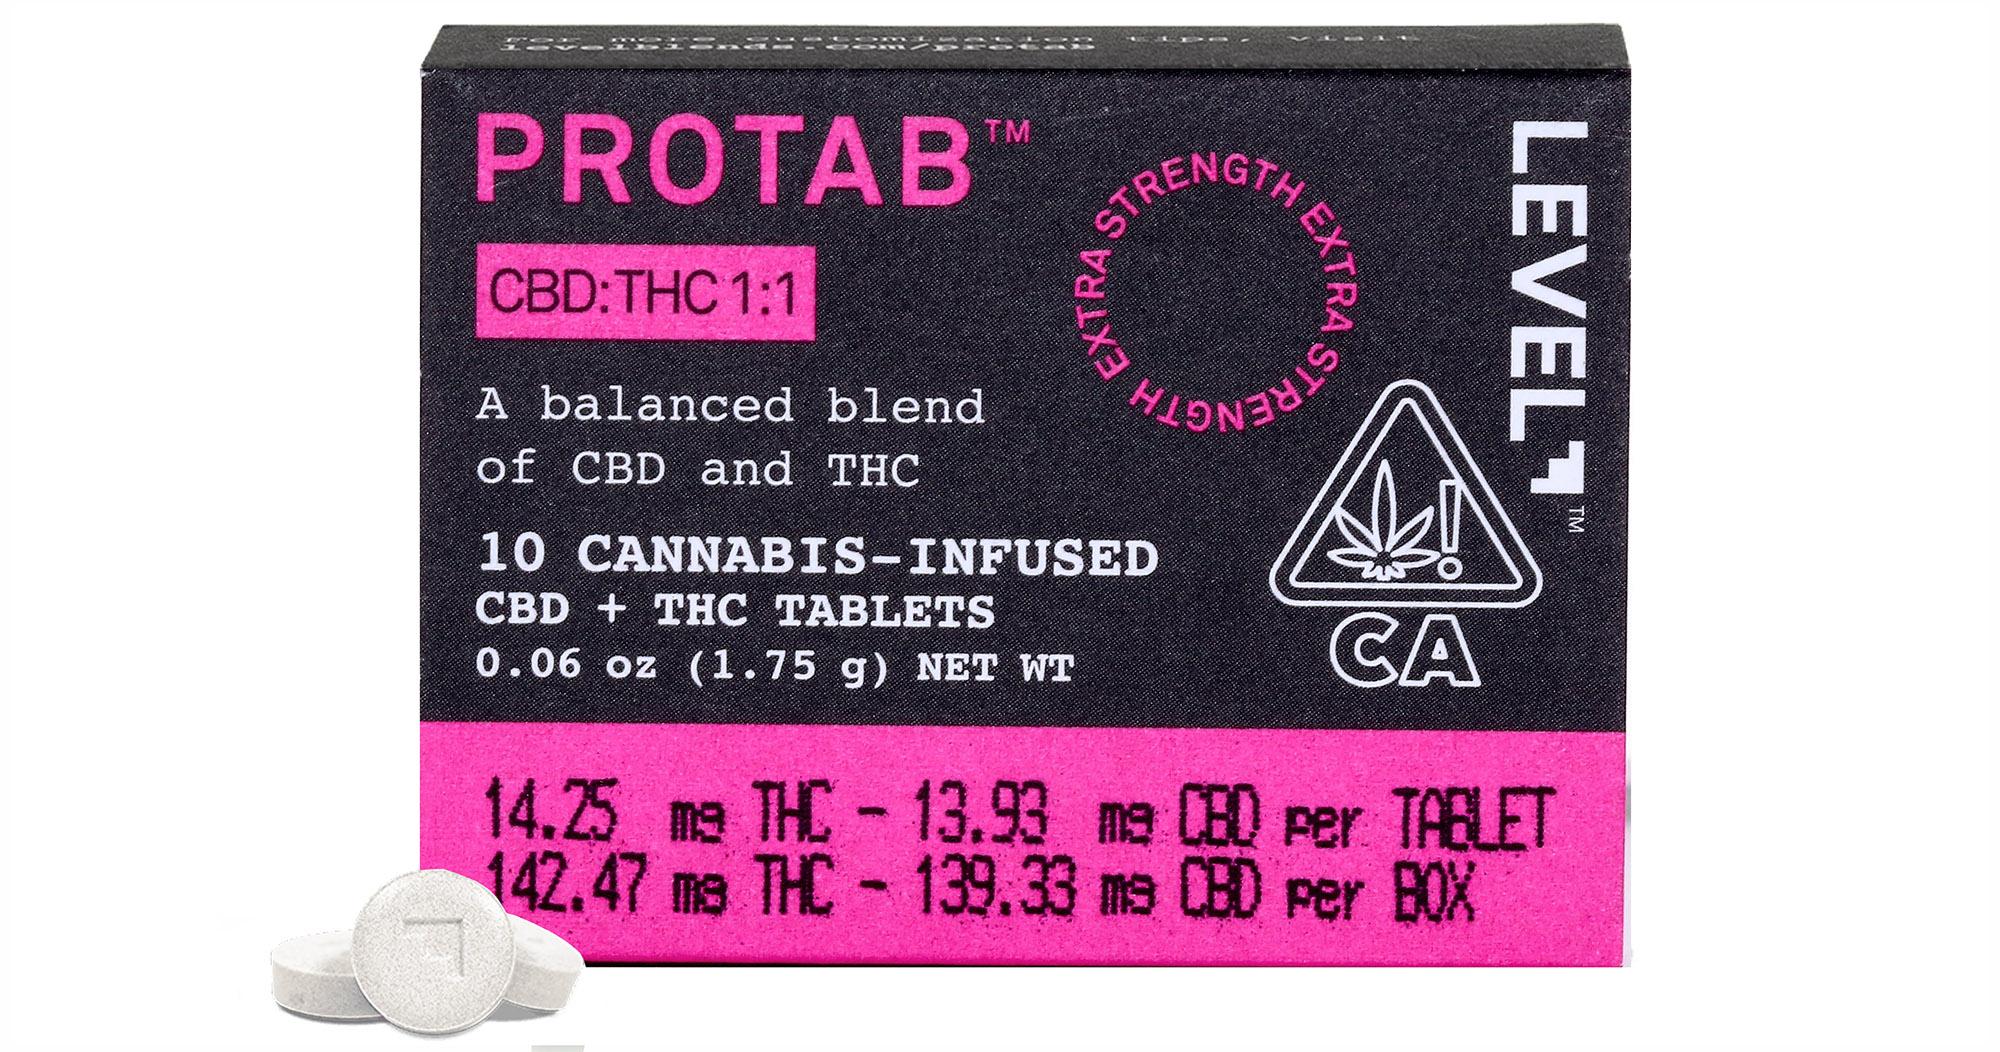 For more customization tips, visit
levelblends.com/protab
PROTAB™
CBD:THC 1:1
EXTRA STRENGTH EXTRA STRENGTH EXTRA STRENGTH
LEVEL™
A balanced blend
of CBD and THC
10 CANNABIS-INFUSED
CBD + THC TABLETS
0.06 oz (1.75 g) NET WT
!
CA
14.25 mg THC - 13.93 mg CBD per TABLET
142.47 mg THC - 139.33 mg CBD per BOX